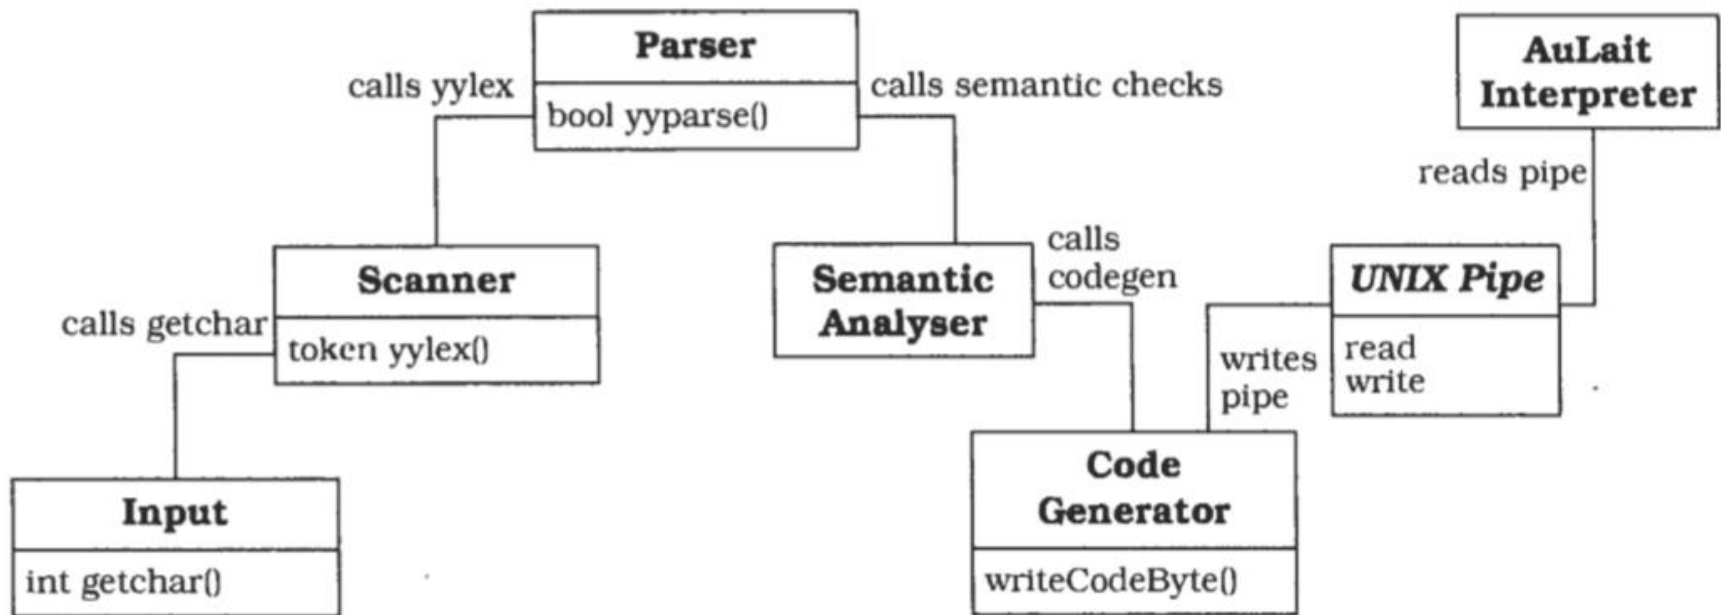 Parser
bool yyparse()
calls yylex
calls semantic checks
AuLait
Interpreter
reads pipe
Scanner
token yylex()
calls getchar
Semantic
Analyser
calls
codegen
UNIX Pipe
read
write
writes
pipe
Input
int getchar()
Code
Generator
writeCodeByte()